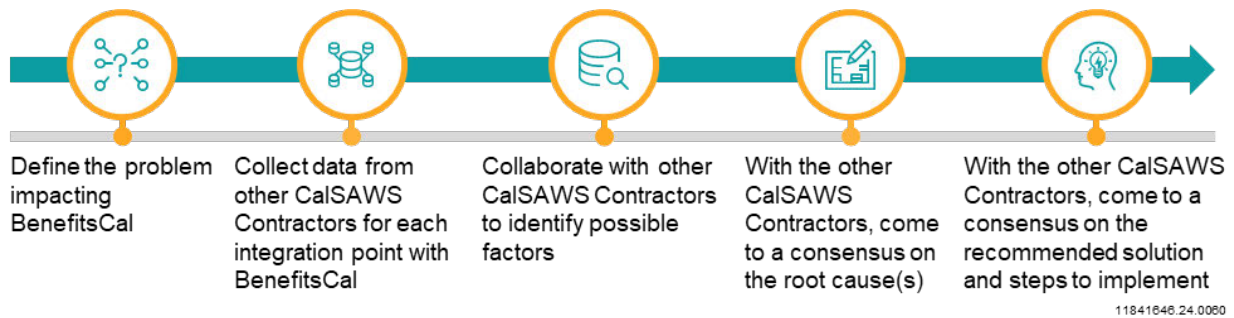 ?
Define the problem
impacting
BenefitsCal
Collect data from
other CalSAWS
Contractors for each
integration point with
BenefitsCal
Collaborate with other
CalSAWS Contractors
to identify possible
factors
With the other
CalSAWS
Contractors, come
to a consensus on
the root cause(s)
With the other CalSAWS
Contractors, come to a
consensus on the
recommended solution
and steps to implement
11841646.24.0060